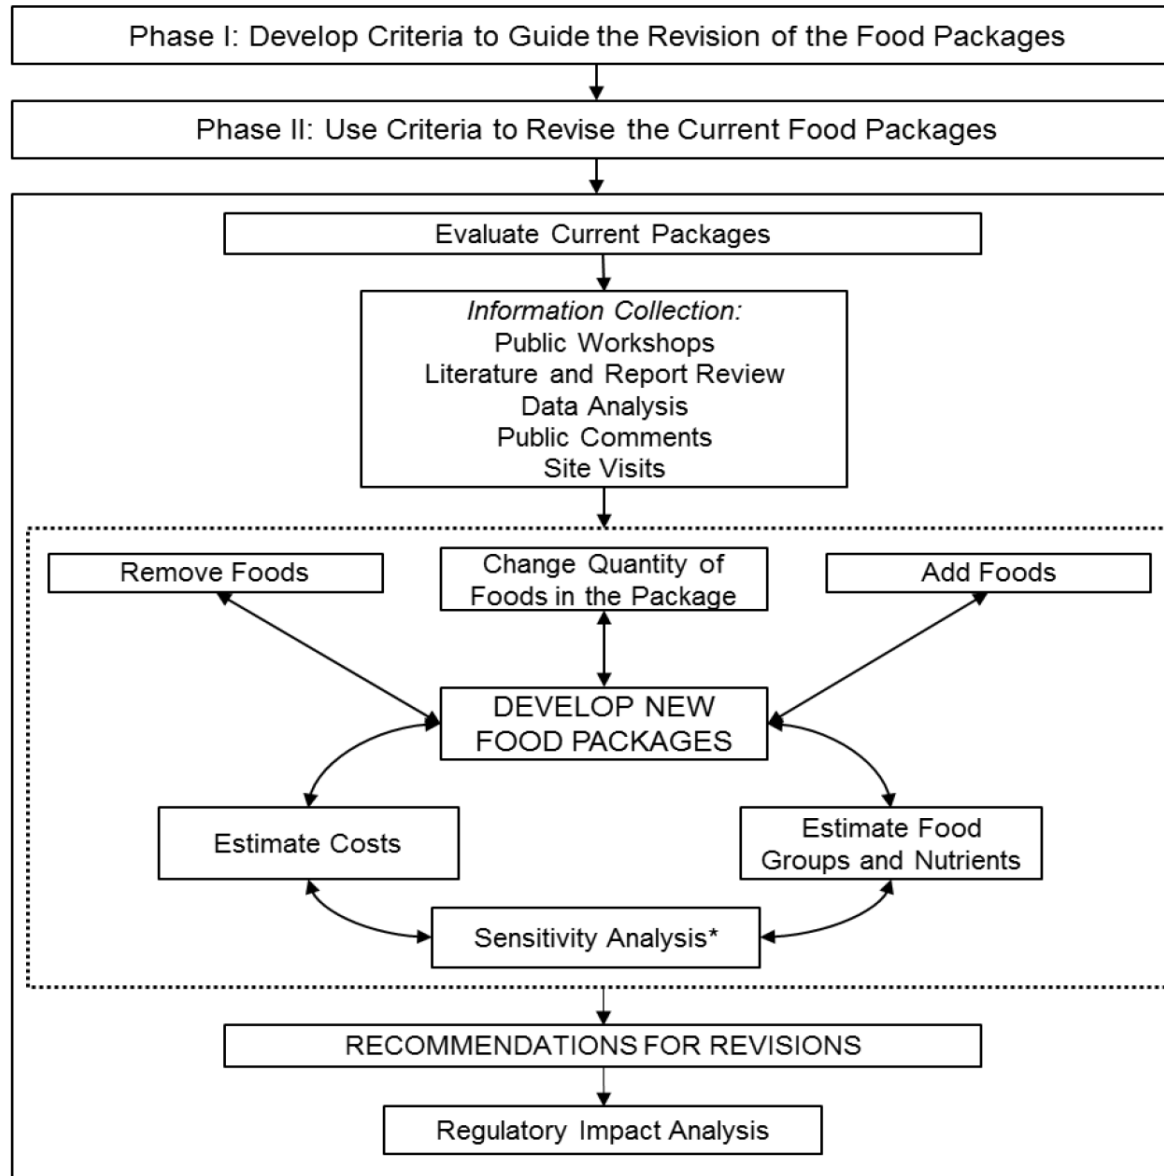 Phase I: Develop Criteria to Guide the Revision of the Food Packages
Phase II: Use Criteria to Revise the Current Food Packages
Evaluate Current Packages
Information Collection:
Public Workshops
Literature and Report Review
Data Analysis
Public Comments
Site Visits
Remove Foods
Change Quantity of
Foods in the Package
Add Foods
DEVELOP NEW
FOOD PACKAGES
Estimate Costs
Estimate Food
Groups and Nutrients
Sensitivity Analysis*
RECOMMENDATIONS FOR REVISIONS
Regulatory Impact Analysis